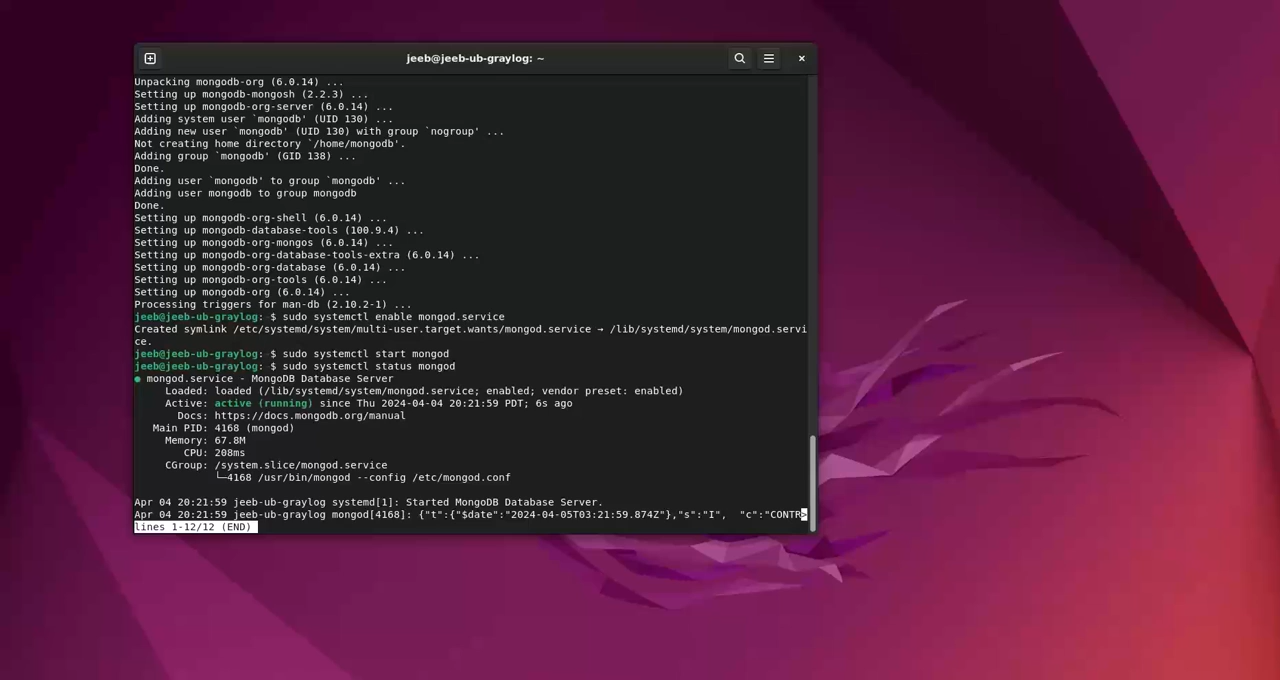 jeeb@jeeb-ub-graylog: ~
Unpacking mongodb-org (6.0.14) ...
Setting up mongodb-mongosh (2.2.3) ...
Setting up mongodb-org-server (6.0.14) ...
Adding system user `mongodb' (UID 130) ...
Adding new user `mongodb' (UID 130) with group `nogroup' ...
Not creating home directory `/home/mongodb'.
Adding group `mongodb' (GID 138) ...
Done.
Adding user `mongodb' to group `mongodb' ...
Adding user mongodb to group mongodb
Done.
Setting up mongodb-org-shell (6.0.14) ...
Setting up mongodb-database-tools (100.9.4) ...
Setting up mongodb-org-mongos (6.0.14) ...
Setting up mongodb-org-database-tools-extra (6.0.14) ...
Setting up mongodb-org-database (6.0.14) ...
Setting up mongodb-org-tools (6.0.14) ...
Setting up mongodb-org (6.0.14) ...
Processing triggers for man-db (2.10.2-1) ...
jeeb@jeeb-ub-graylog: $ sudo systemctl enable mongod.service
Created symlink /etc/systemd/system/multi-user.target.wants/mongod.service → /lib/systemd/system/mongod.servi
ce.
jeeb@jeeb-ub-graylog: $ sudo systemctl start mongod
jeeb@jeeb-ub-graylog: $ sudo systemctl status mongod
● mongod.service - MongoDB Database Server
Loaded: loaded (/lib/systemd/system/mongod.service; enabled; vendor preset: enabled)
Active: active (running) since Thu 2024-04-04 20:21:59 PDT; 6s ago
Docs: https://docs.mongodb.org/manual
Main PID: 4168 (mongod)
Memory: 67.8M
CPU: 208ms
CGroup: /system.slice/mongod.service
└─4168 /usr/bin/mongod --config /etc/mongod.conf
Apr 04 20:21:59 jeeb-ub-graylog systemd[1]: Started MongoDB Database Server.
Apr 04 20:21:59 jeeb-ub-graylog mongod[4168]: {"t":{"$date":"2024-04-05T03:21:59.874Z"},"s":"I",  "c":"CONTR>
lines 1-12/12 (END)